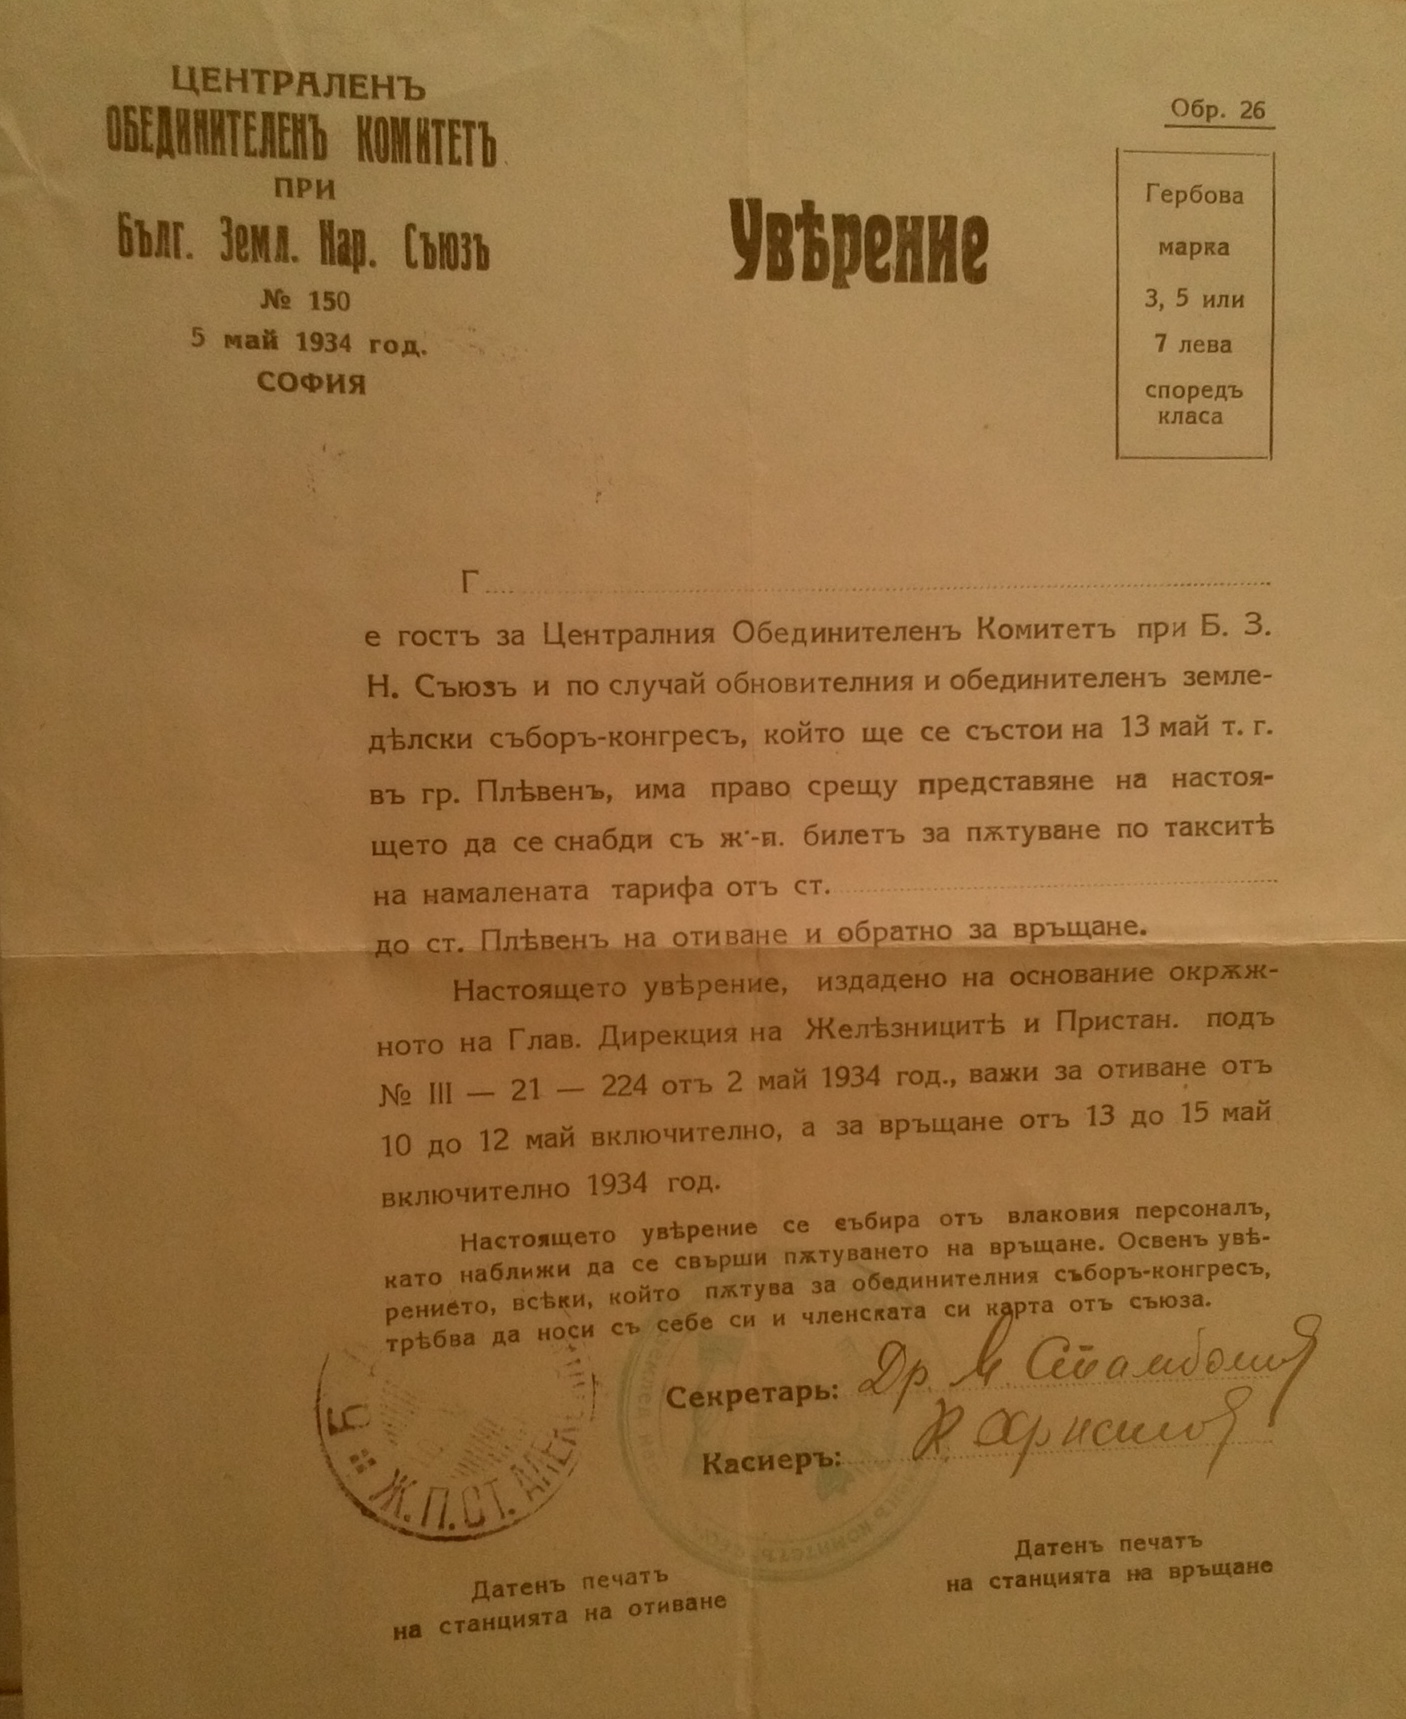 ЦЕНТРАЛЕНЪ
ОБЕДИНИТЕЛЕНЪ КОМИТЕТЪ
ПРИ
Бълг. Земл. Нар. Съюзъ
№ 150
5 май 1934 год.
СОФИЯ
Увѣрение
Обр. 26
Гербова
марка
3, 5 или
7 лева
споредъ
класа
Г
е гостъ за Централния Обединителенъ Комитетъ при Б. З.
Н. Съюзъ и по случай обновителния и обединителенъ земле-
дѣлски съборъ-конгресъ, който ще се състои на 13 май т. г.
въ гр. Плѣвенъ, има право срещу представяне на настоя-
щето да се снабди съ ж.-п. билетъ за пѫтуване по таксите̌
на намалената тарифа отъ ст.
до ст. Плѣвенъ на отиване и обратно за връщане.
Настоящето увѣрение, издадено на основание окрѫж-
ното на Глав. Дирекция на Желѣзницитѣ и Пристан. подъ
№ III — 21 — 224 отъ 2 май 1934 год., важи за отиване отъ
10 до 12 май включително, а за връщане отъ 13 до 15 май
включително 1934 год.
Настоящето увѣрение се събира отъ влаковия персоналъ,
като наближи да се свърши пѫтуването на връщане. Освенъ увѣ-
рението, всѣки, който пѫтува за обединителния съборъ-конгресъ,
трѣбва да носи съ себе си и членската си карта отъ съюза.
Секретарь: Др. Стамболиев
Касиеръ:
Ж.П.СТ.
Датенъ печатъ
на станцията на отиване
Датенъ печатъ
на станцията на връщане